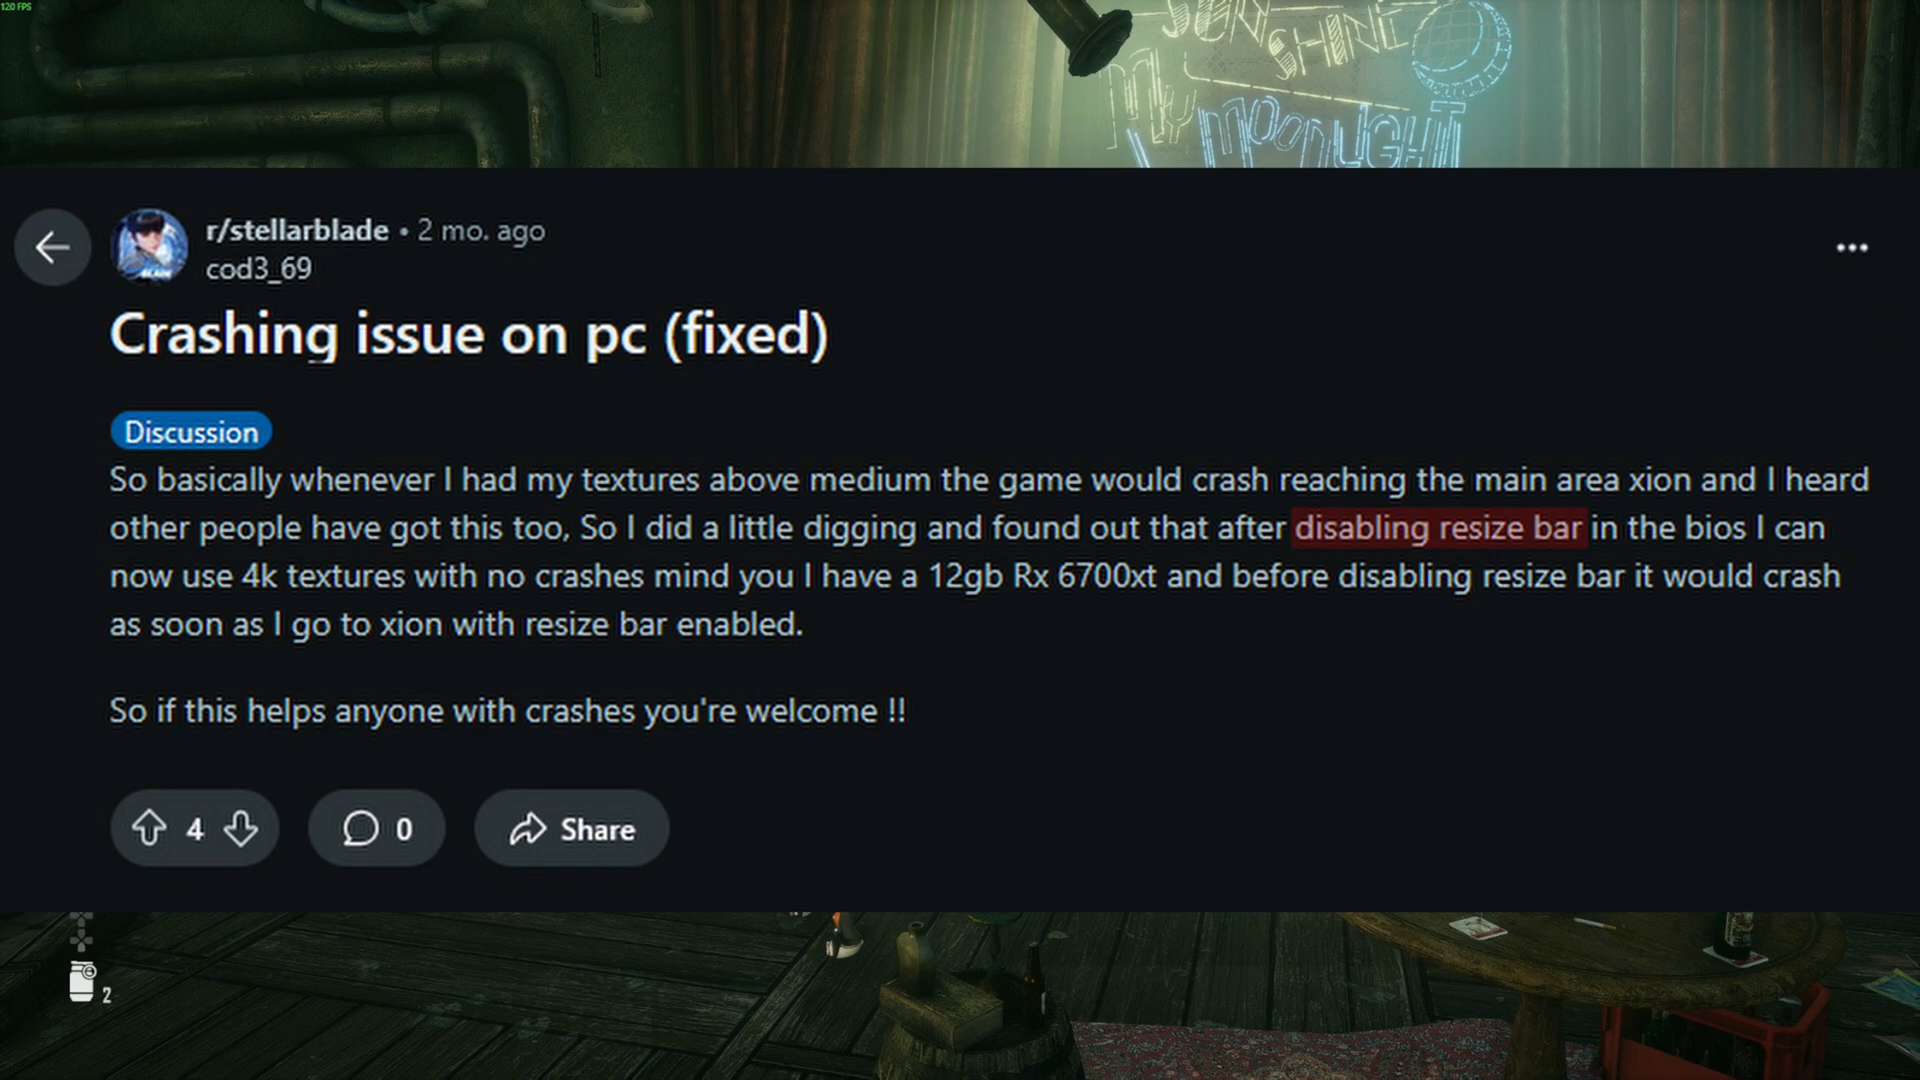 120 FPS
SUN
SHINE
MY
MOONLIGHT
r/stellarblade • 2 mo. ago
cod3_69
Crashing issue on pc (fixed)
Discussion
So basically whenever I had my textures above medium the game would crash reaching the main area xion and I heard
other people have got this too, So I did a little digging and found out that after disabling resize bar in the bios I can
now use 4k textures with no crashes mind you I have a 12gb Rx 6700xt and before disabling resize bar it would crash
as soon as I go to xion with resize bar enabled.
So if this helps anyone with crashes you're welcome !!
4
0
Share
2